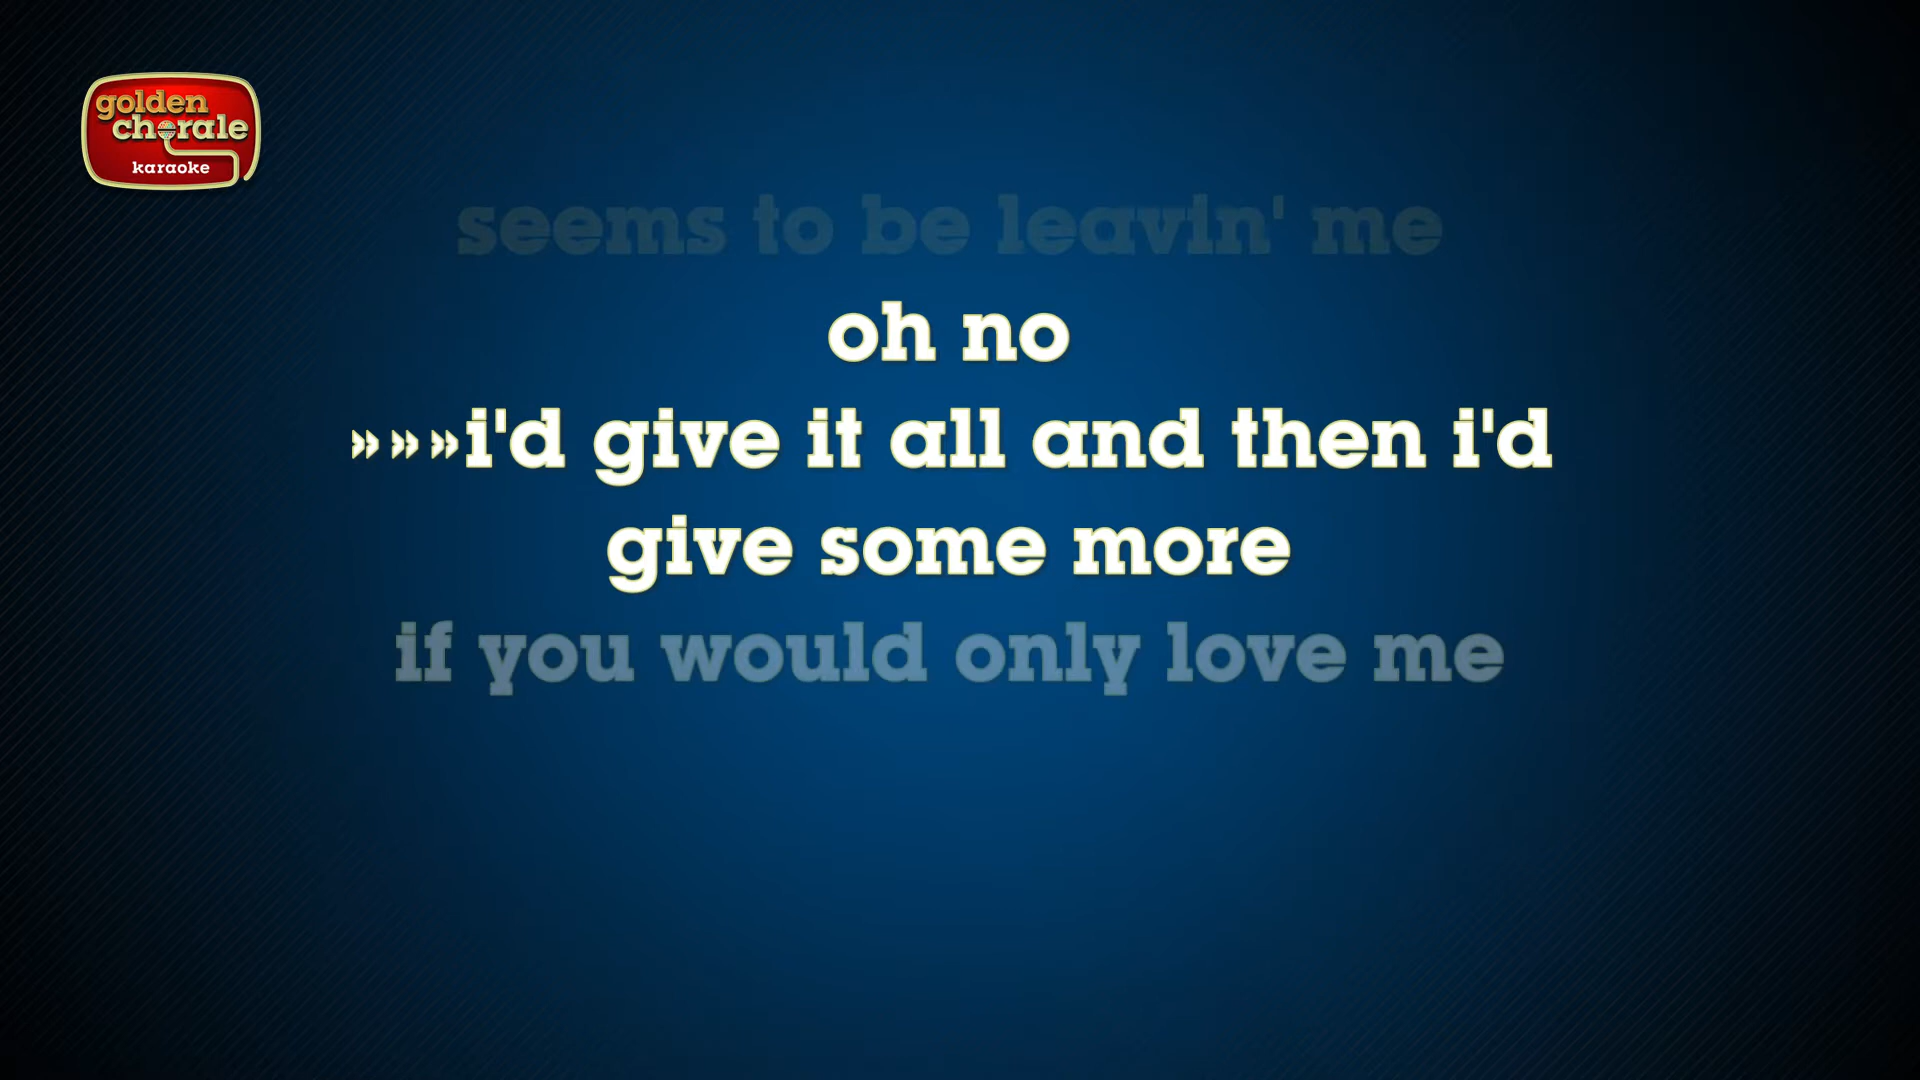 golden
chorale
karaoke
seems to be leavin' me
oh no
»»»i'd give it all and then i'd
give some more
if you would only love me